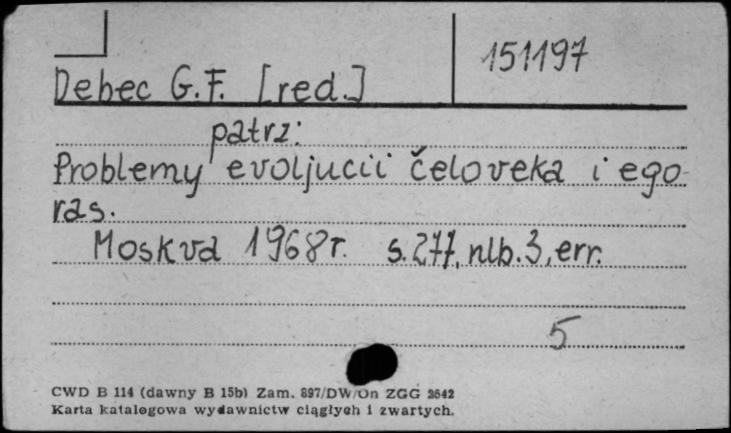 151197
Debec G.F. [red.]
patrz:
Problemy evoljucii čeloveka i ego
ras.
Moskva 1968r. s. 277, nlb. 3, err.
5
CWD B 114 (dawny B 15b) Zam. 897/DW/On ZGG 2642
Karta katalogowa wydawnictw ciągłych i zwartych.